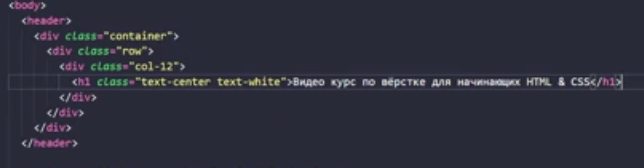 <body>
<header>
<div class="container">
<div class="row">
<div class="col-12">
<h1 class="text-center text-white">Видео курс по вёрстке для начинающих HTML & CSS</h1>
</div>
</div>
</div>
</header>